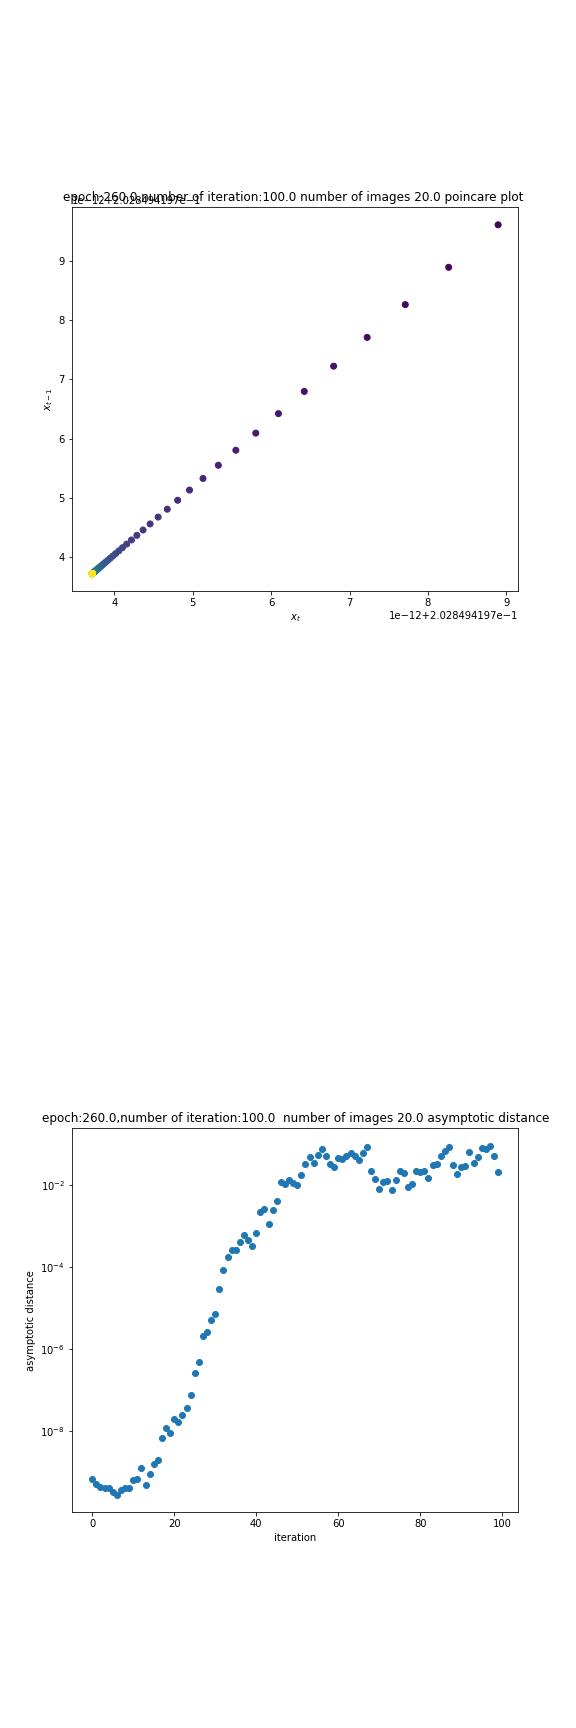 epoch:260.0,number of iteration:100.0 number of images 20.0 poincare plot
1e−12+2.028494197e−1
9
8
7
6
5
4
xt−1
4 5 6 7 8 9
xt
1e−12+2.028494197e−1
epoch:260.0,number of iteration:100.0  number of images 20.0 asymptotic distance
10−2
10−4
10−6
10−8
asymptotic distance
0 20 40 60 80 100
iteration